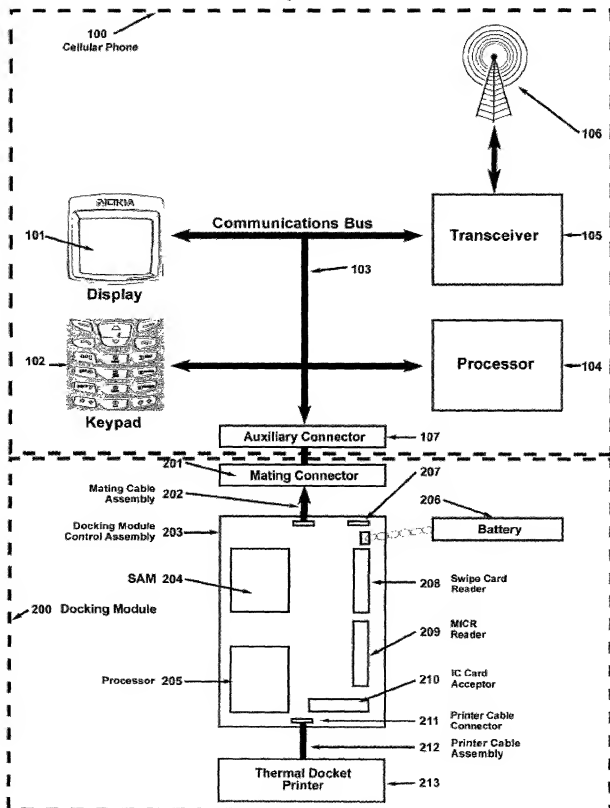 100
Cellular Phone
106
NOKIA
101
Communications Bus
Transceiver
105
103
Display
102
Processor
104
Keypad
Auxiliary Connector
107
201
Mating Connector
207
Mating Cable
Assembly
202
206
Battery
Docking Module
Control Assembly
203
SAM 204
208 Swipe Card
Reader
200 Docking Module
209 MICR
Reader
Processor 205
210 IC Card
Acceptor
211 Printer Cable
Connector
212 Printer Cable
Assembly
Thermal Docket
Printer
213